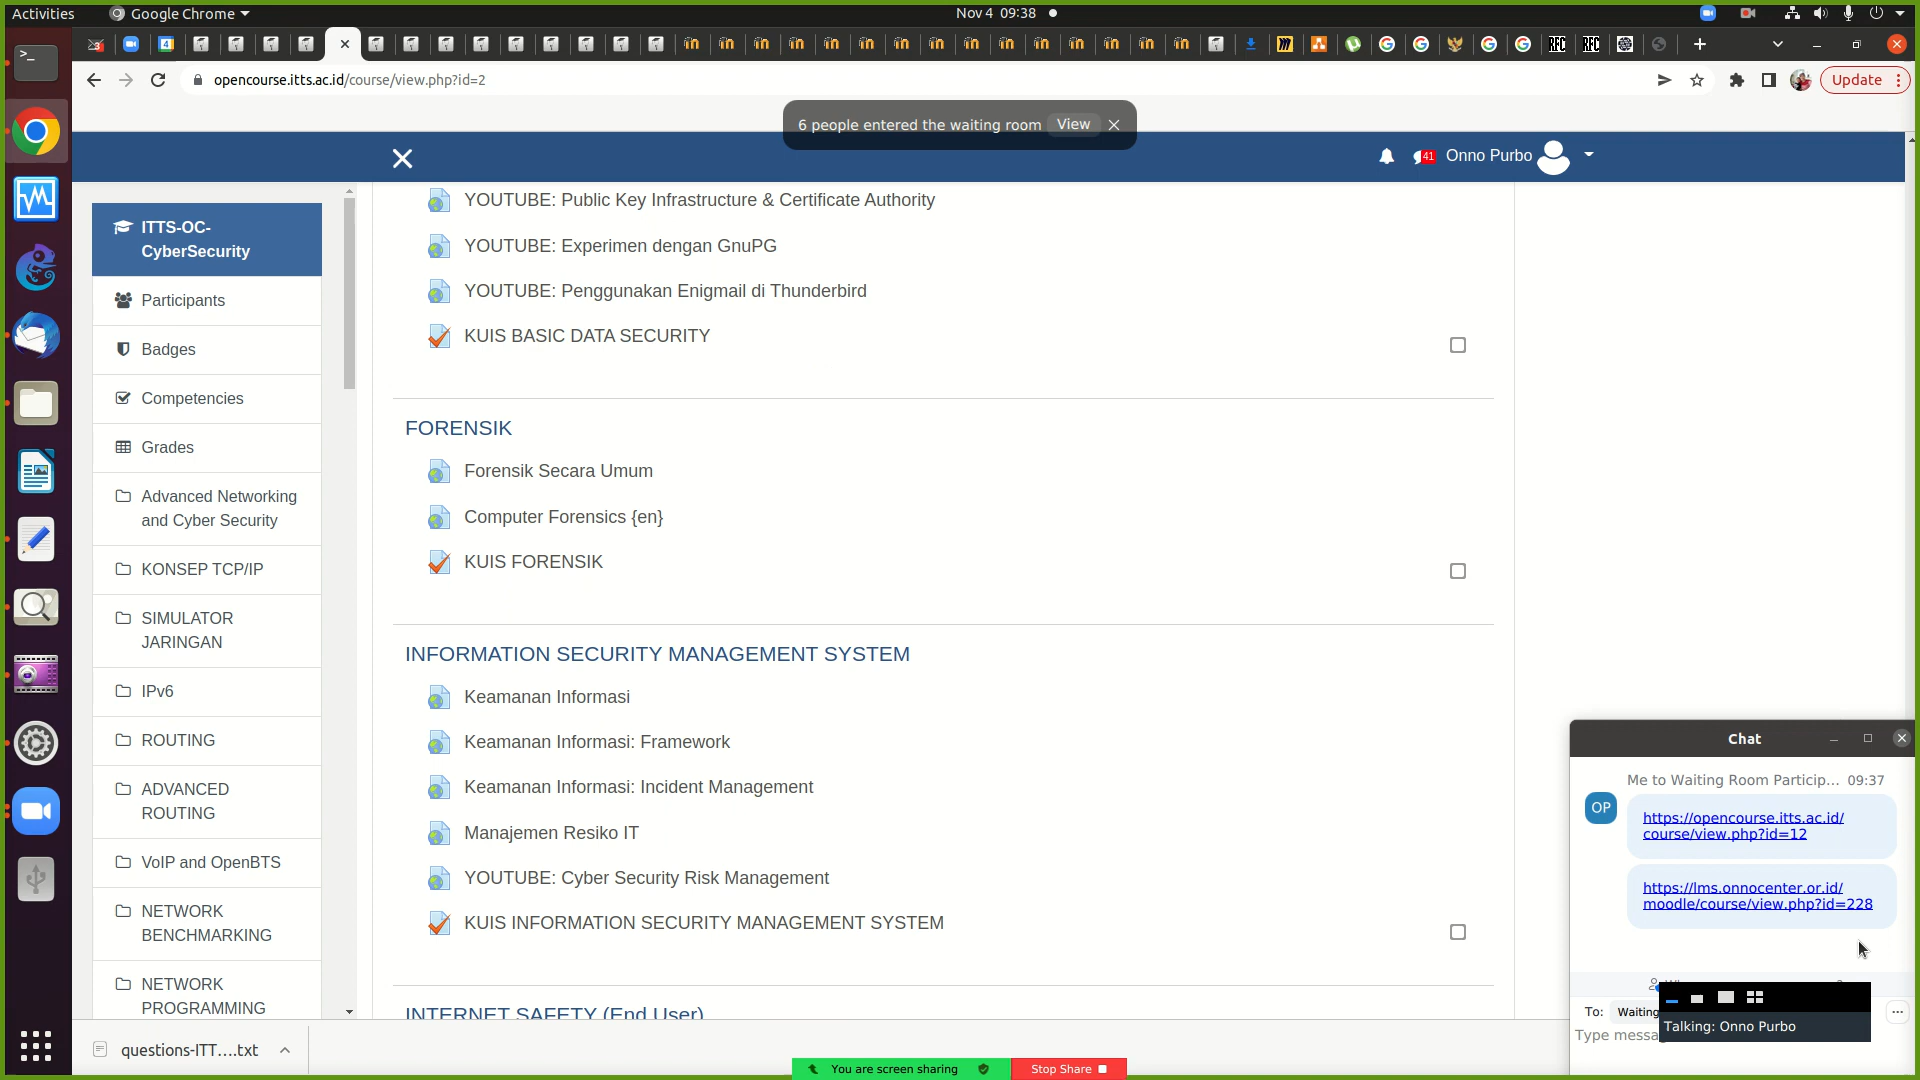 Activities
Google Chrome
Nov 4 09:38
opencourse.itts.ac.id/course/view.php?id=2
Update
6 people entered the waiting room View
41
Onno Purbo
ITTS-OC-
CyberSecurity
Participants
Badges
Competencies
Grades
Advanced Networking
and Cyber Security
KONSEP TCP/IP
SIMULATOR
JARINGAN
IPv6
ROUTING
ADVANCED
ROUTING
VoIP and OpenBTS
NETWORK
BENCHMARKING
NETWORK
PROGRAMMING
YOUTUBE: Public Key Infrastructure & Certificate Authority
YOUTUBE: Experimen dengan GnuPG
YOUTUBE: Penggunakan Enigmail di Thunderbird
KUIS BASIC DATA SECURITY
FORENSIK
Forensik Secara Umum
Computer Forensics {en}
KUIS FORENSIK
INFORMATION SECURITY MANAGEMENT SYSTEM
Keamanan Informasi
Keamanan Informasi: Framework
Keamanan Informasi: Incident Management
Manajemen Resiko IT
YOUTUBE: Cyber Security Risk Management
KUIS INFORMATION SECURITY MANAGEMENT SYSTEM
INTERNET SAFETY (End User)
Chat
Me to Waiting Room Particip... 09:37
OP
https://opencourse.itts.ac.id/
course/view.php?id=12
https://lms.onnocenter.or.id/
moodle/course/view.php?id=228
To: Waiting
Talking: Onno Purbo
Type messa
questions-ITT....txt
You are screen sharing
Stop Share